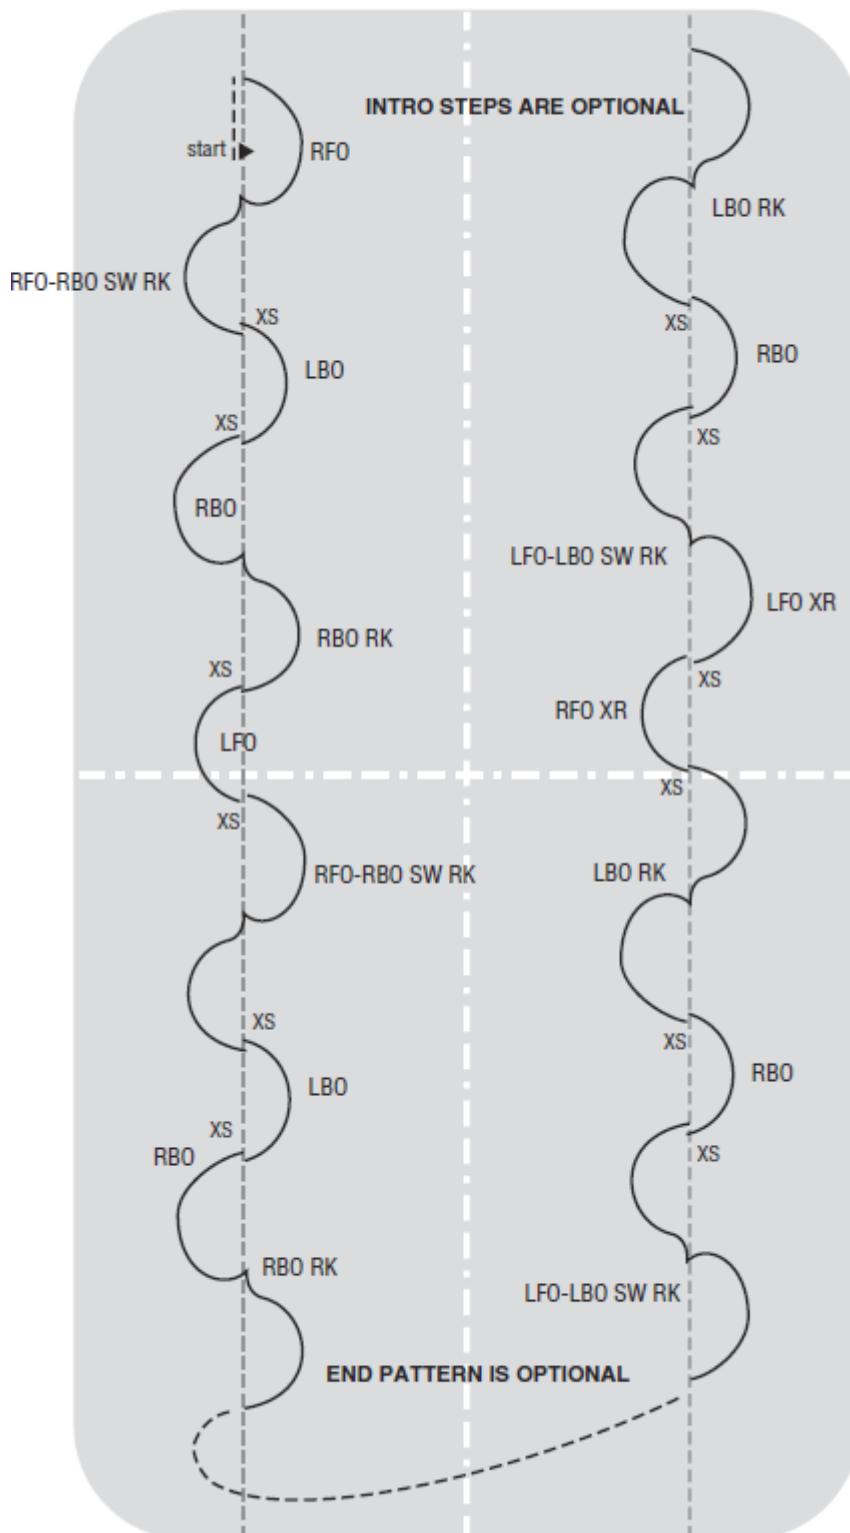 INTRO STEPS ARE OPTIONAL
start
RFO
RFO-RBO SW RK
XS
LBO
XS
RBO
RBO RK
XS
LFO
XS
RFO-RBO SW RK
XS
LBO
XS
RBO
RBO RK
END PATTERN IS OPTIONAL
LBO RK
XS
RBO
XS
LFO-LBO SW RK
LFO XR
XS
RFO XR
XS
LBO RK
XS
RBO
XS
LFO-LBO SW RK